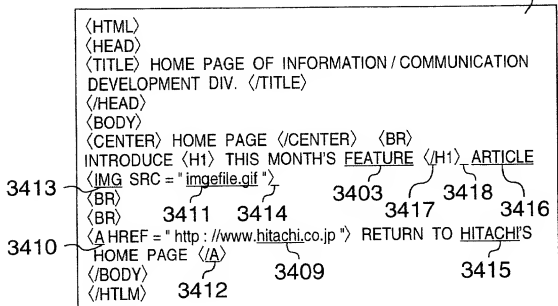 〈HTML〉
〈HEAD〉
〈TITLE〉 HOME PAGE OF INFORMATION / COMMUNICATION
DEVELOPMENT DIV. 〈/TITLE〉
〈/HEAD〉
〈BODY〉
〈CENTER〉 HOME PAGE 〈/CENTER〉 〈BR〉
INTRODUCE 〈H1〉 THIS MONTH'S FEATURE 〈/H1〉 ARTICLE
3413 〈IMG SRC = "imgefile.gif"〉
3403 3418
〈BR〉 3411 3414 3417 3416
〈BR〉
3410 〈A HREF = "http : //www.hitachi.co.jp "〉 RETURN TO HITACHI'S
HOME PAGE 〈/A〉
〈/BODY〉 3412 3409 3415
〈/HTLM〉